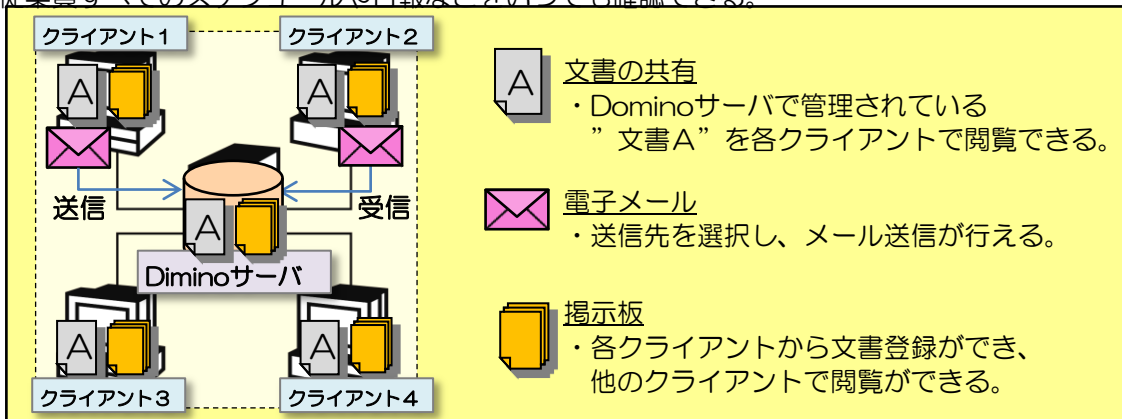 クライアント1
クライアント2
A
A
送信
受信
A
Diminoサーバ
A
A
クライアント3
クライアント4
A
文書の共有
・Dominoサーバで管理されている
”文書A”を各クライアントで閲覧できる。
電子メール
・送信先を選択し、メール送信が行える。
掲示板
・各クライアントから文書登録ができ、
他のクライアントで閲覧ができる。